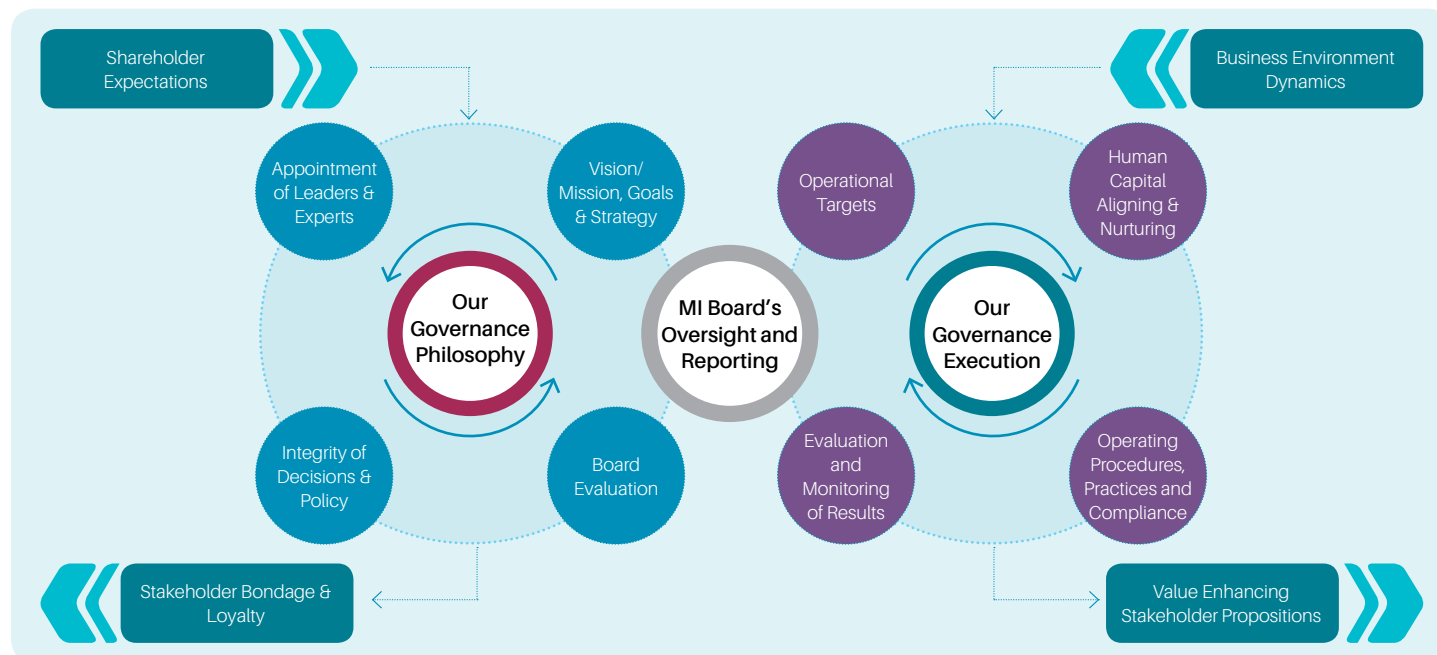 Shareholder
Expectations
Business Environment
Dynamics
Appointment
of Leaders &
Experts
Vision/
Mission, Goals
& Strategy
Operational
Targets
Human
Capital
Aligning &
Nurturing
Our
Governance
Philosophy
MI Board's
Oversight and
Reporting
Our
Governance
Execution
Integrity of
Decisions &
Policy
Board
Evaluation
Evaluation
and
Monitoring
of Results
Operating
Procedures,
Practices and
Compliance
Stakeholder Bondage &
Loyalty
Value Enhancing
Stakeholder Propositions